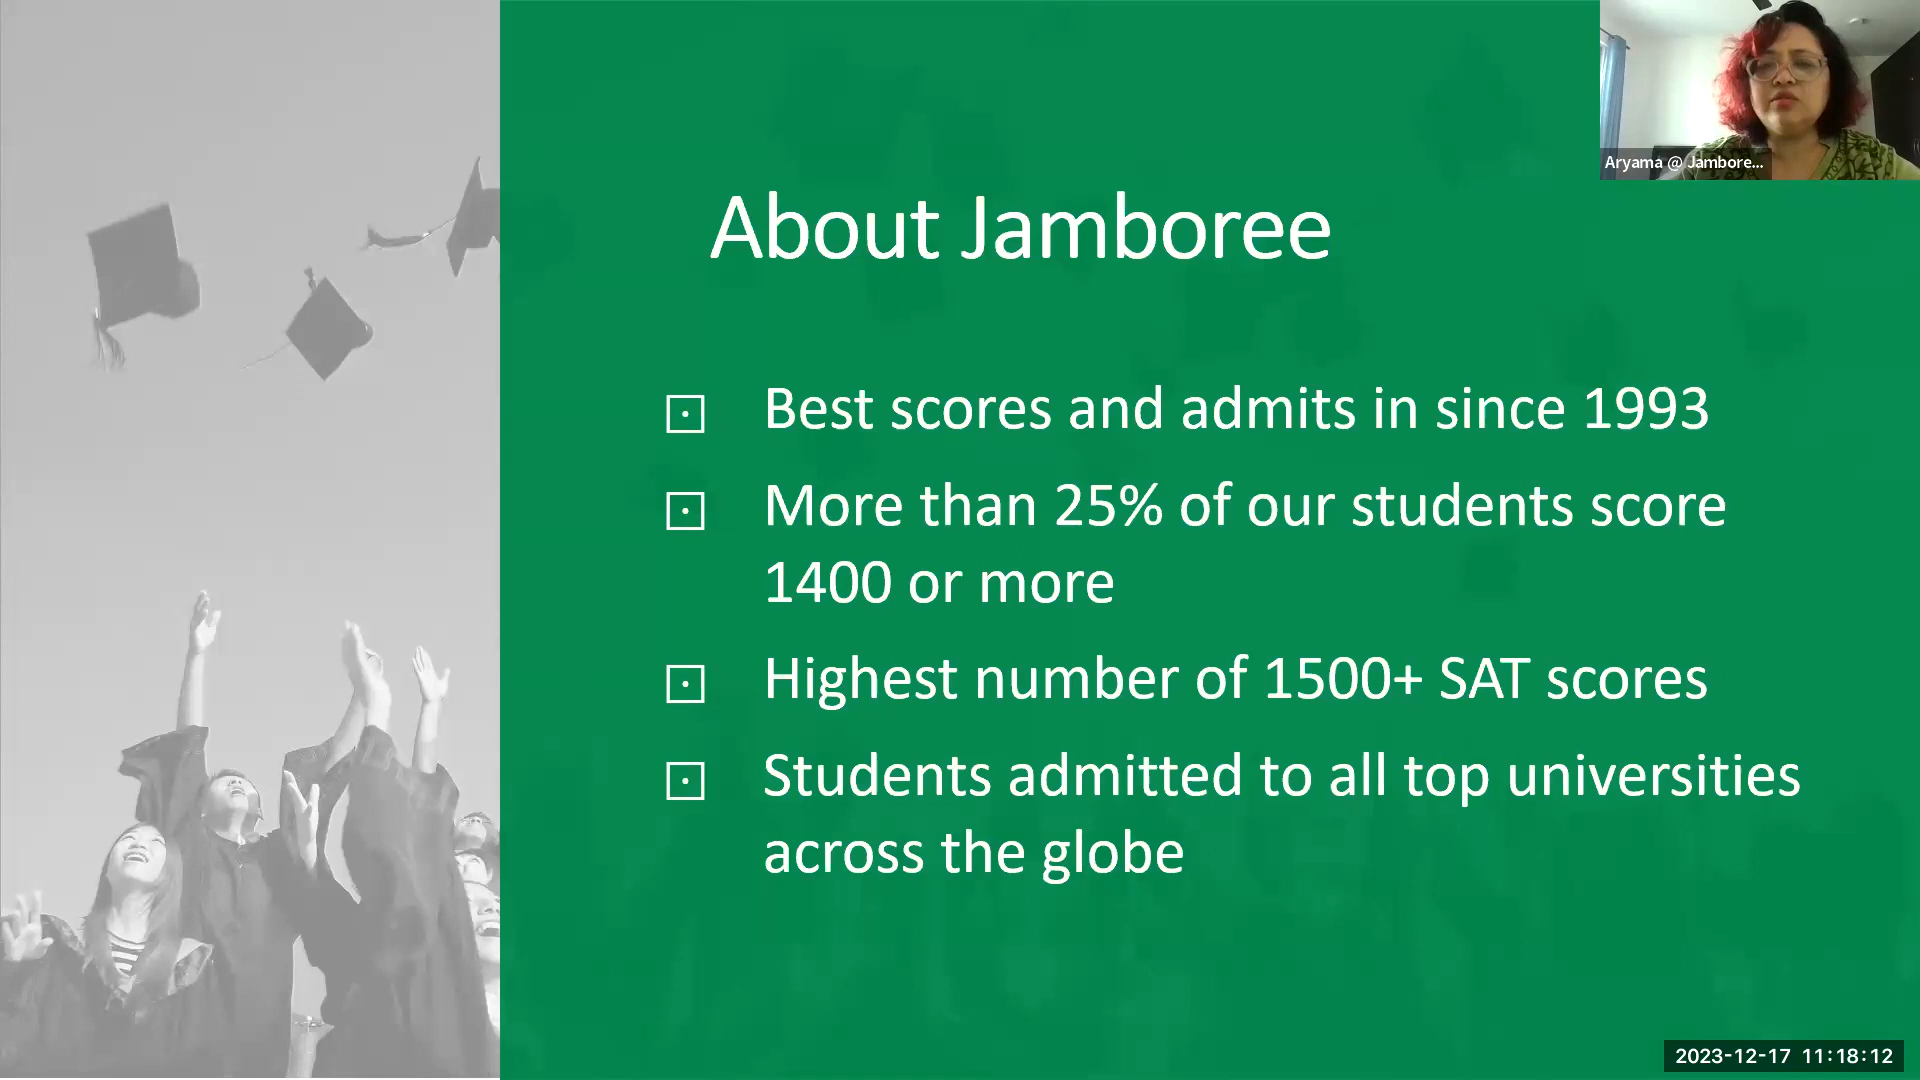 Aryama @ Jambore...
About Jamboree
Best scores and admits in since 1993
More than 25% of our students score
1400 or more
Highest number of 1500+ SAT scores
Students admitted to all top universities
across the globe
2023-12-17 11:18:12